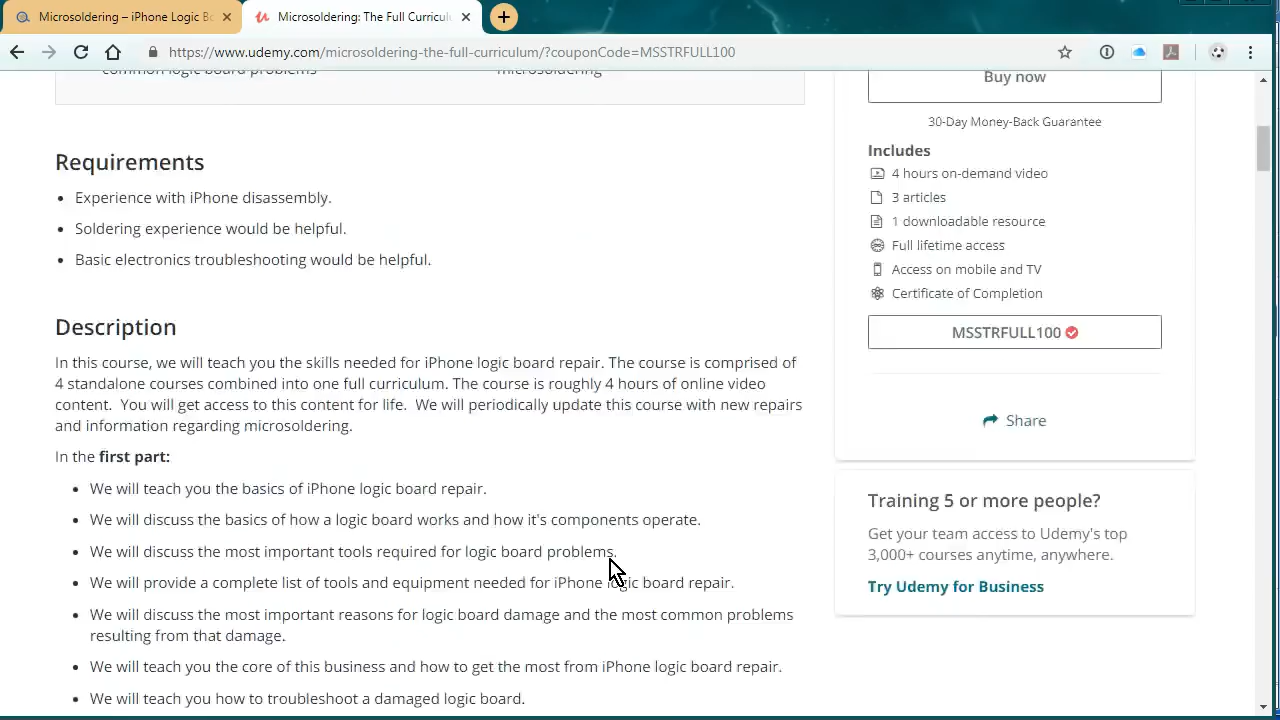 Microsoldering – iPhone Logic Bo
Microsoldering: The Full Curricul
https://www.udemy.com/microsoldering-the-full-curriculum/?couponCode=MSSTRFULL100
common logic board problems
microsoldering
Buy now
30-Day Money-Back Guarantee
Includes
4 hours on-demand video
3 articles
1 downloadable resource
Full lifetime access
Access on mobile and TV
Certificate of Completion
MSSTRFULL100
Share
Training 5 or more people?
Get your team access to Udemy's top
3,000+ courses anytime, anywhere.
Try Udemy for Business
Requirements
Experience with iPhone disassembly.
Soldering experience would be helpful.
Basic electronics troubleshooting would be helpful.
Description
In this course, we will teach you the skills needed for iPhone logic board repair. The course is comprised of
4 standalone courses combined into one full curriculum. The course is roughly 4 hours of online video
content.  You will get access to this content for life.  We will periodically update this course with new repairs
and information regarding microsoldering.
In the first part:
We will teach you the basics of iPhone logic board repair.
We will discuss the basics of how a logic board works and how it's components operate.
We will discuss the most important tools required for logic board problems.
We will provide a complete list of tools and equipment needed for iPhone logic board repair.
We will discuss the most important reasons for logic board damage and the most common problems
resulting from that damage.
We will teach you the core of this business and how to get the most from iPhone logic board repair.
We will teach you how to troubleshoot a damaged logic board.